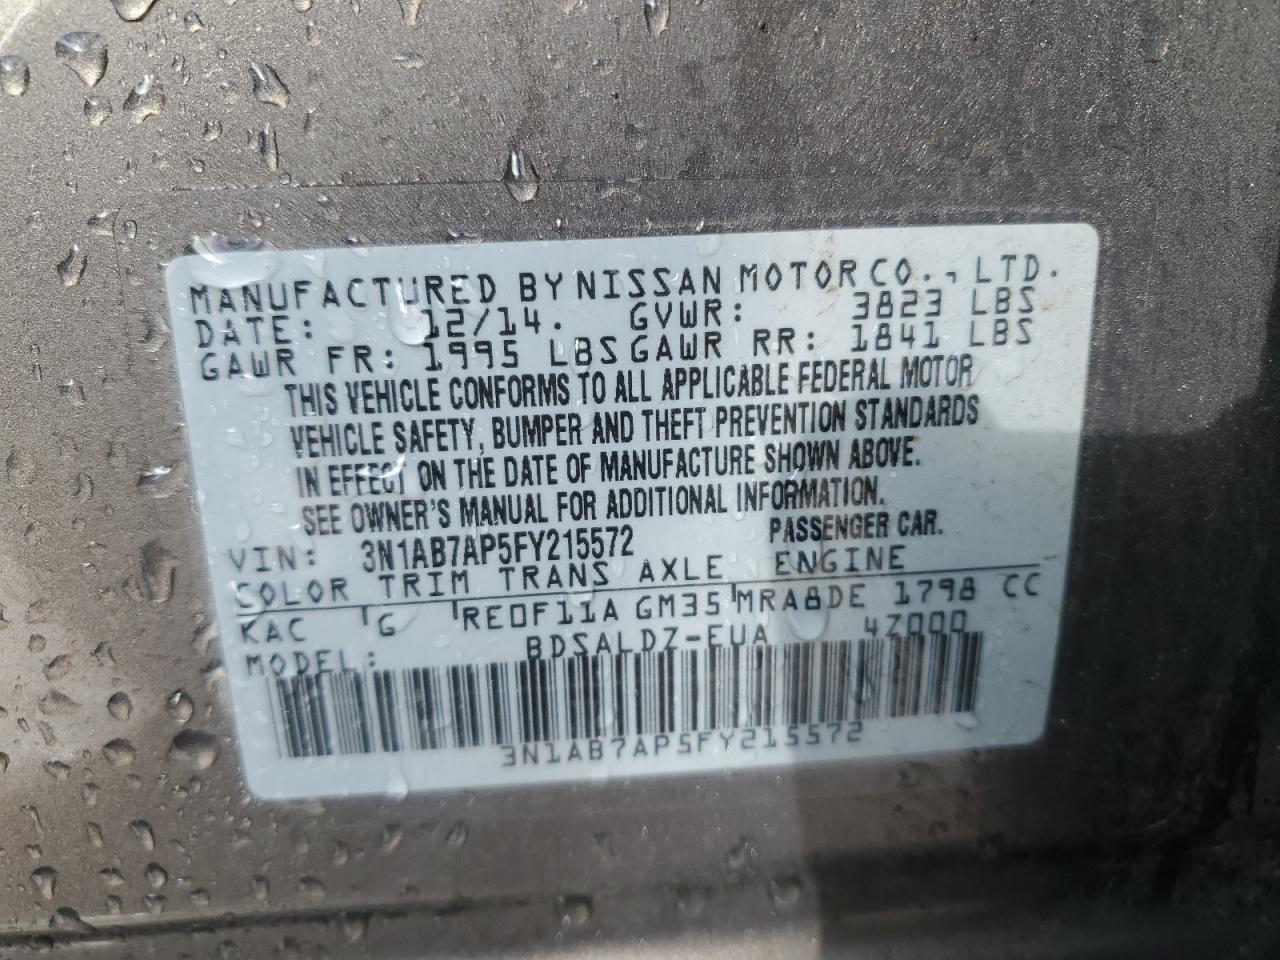 MANUFACTURED BY NISSAN MOTOR CO., LTD.
DATE: 12/14. GVWR: 3823 LBS
GAWR FR: 1995 LBS GAWR RR: 1841 LBS
THIS VEHICLE CONFORMS TO ALL APPLICABLE FEDERAL MOTOR
VEHICLE SAFETY, BUMPER AND THEFT PREVENTION STANDARDS
IN EFFECT ON THE DATE OF MANUFACTURE SHOWN ABOVE.
SEE OWNER'S MANUAL FOR ADDITIONAL INFORMATION.
VIN: 3N1AB7AP5FY215572 PASSENGER CAR.
COLOR TRIM TRANS AXLE ENGINE
KAC G RE0F11A GM35 MRA8DE 1798 CC
MODEL: BDSALDZ-EUA 4Z000
3N1AB7AP5FY215572